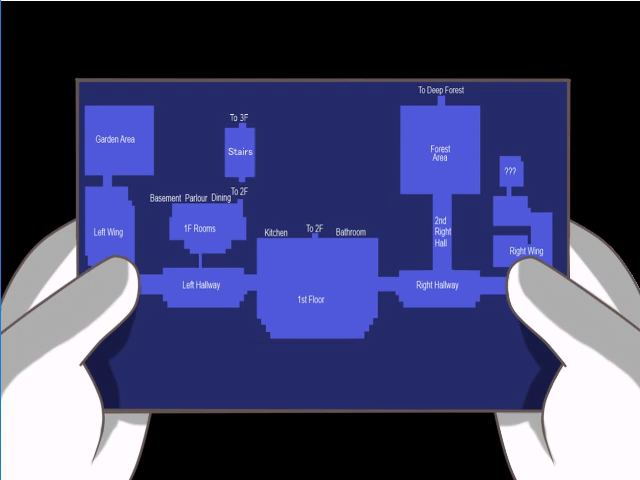 To Deep Forest
To 3F
Garden Area
Stairs
Forest
Area
???
To 2F
Basement Parlour Dining
1F Rooms
Left Wing
2nd
Right
Hall
Kitchen
To 2F
Bathroom
Right Wing
Left Hallway
1st Floor
Right Hallway